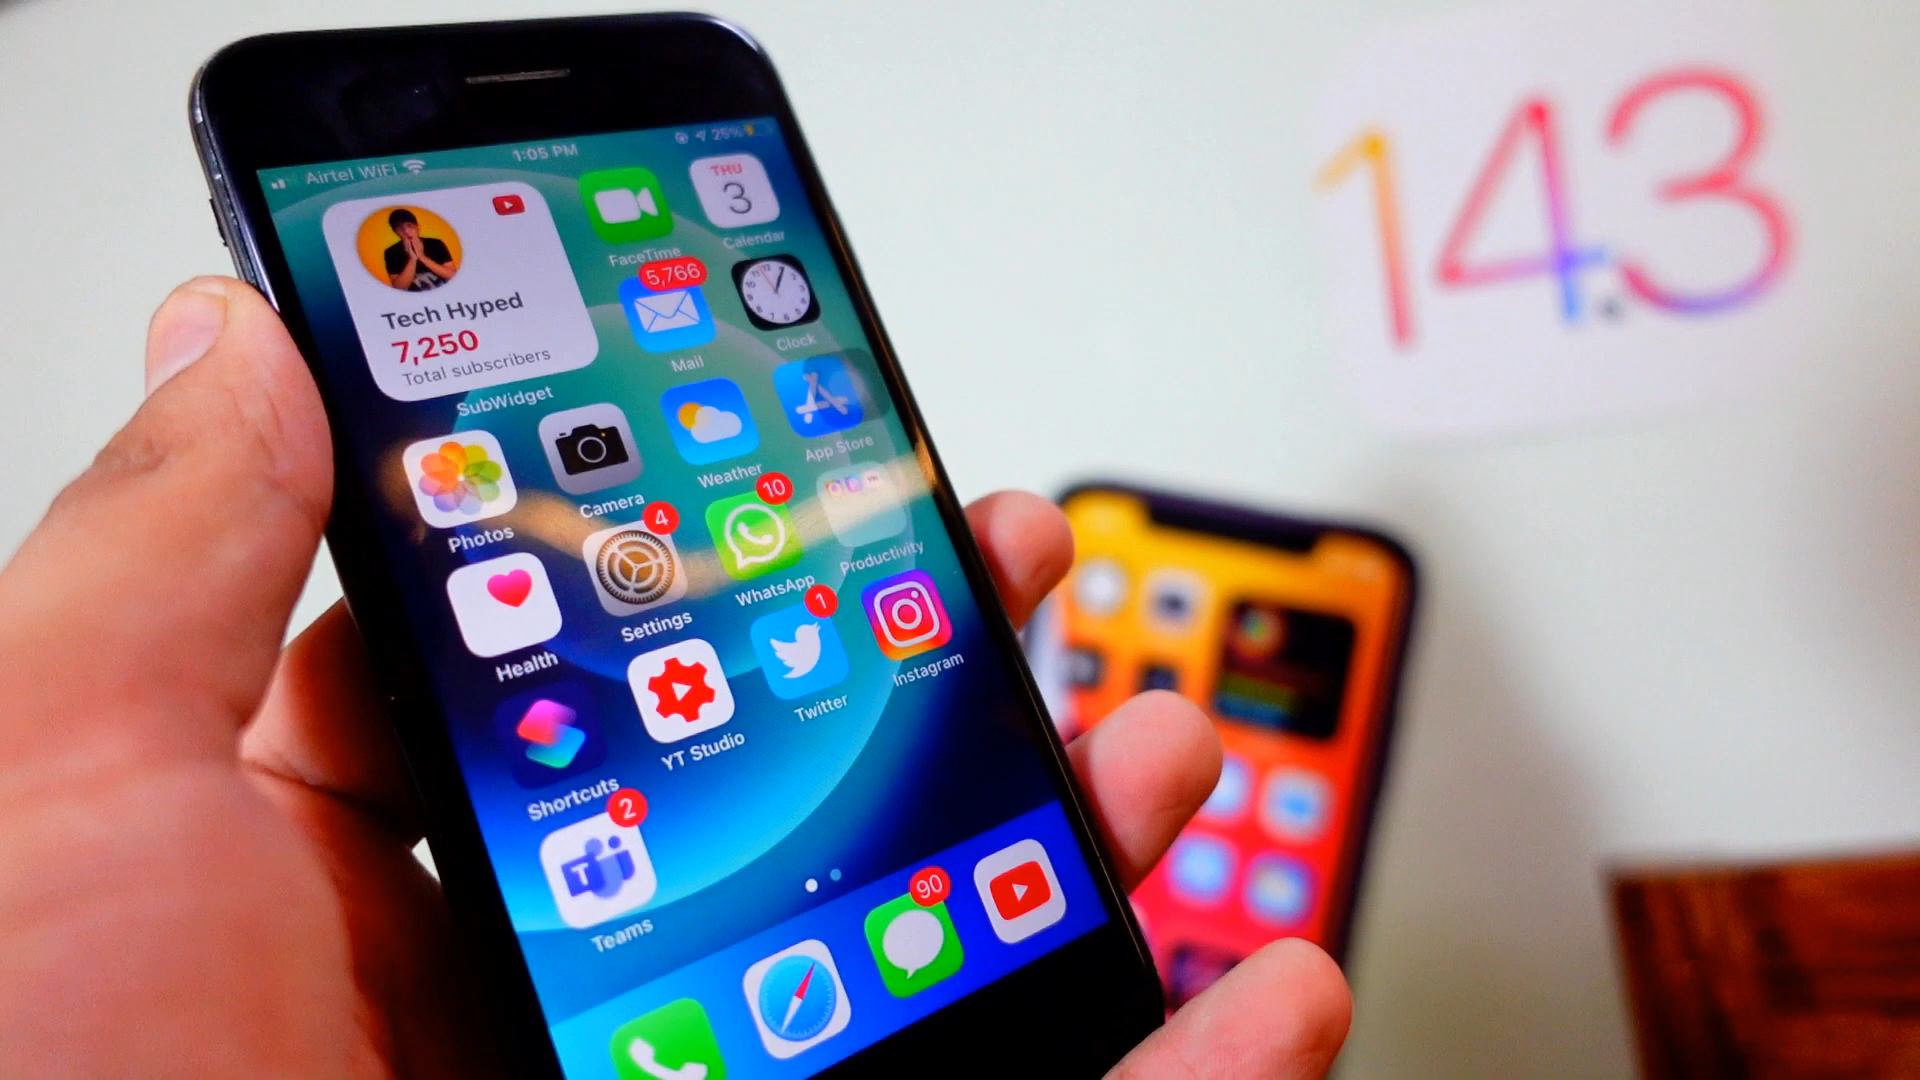 14.3
Airtel WiFi
1:05 PM
25%
Tech Hyped
7,250
Total subscribers
SubWidget
FaceTime
THU
3
Calendar
5,766
Mail
Clock
Photos
Camera
Weather
App Store
Health
4
Settings
10
WhatsApp
Productivity
Shortcuts
YT Studio
1
Twitter
Instagram
2
T
Teams
90